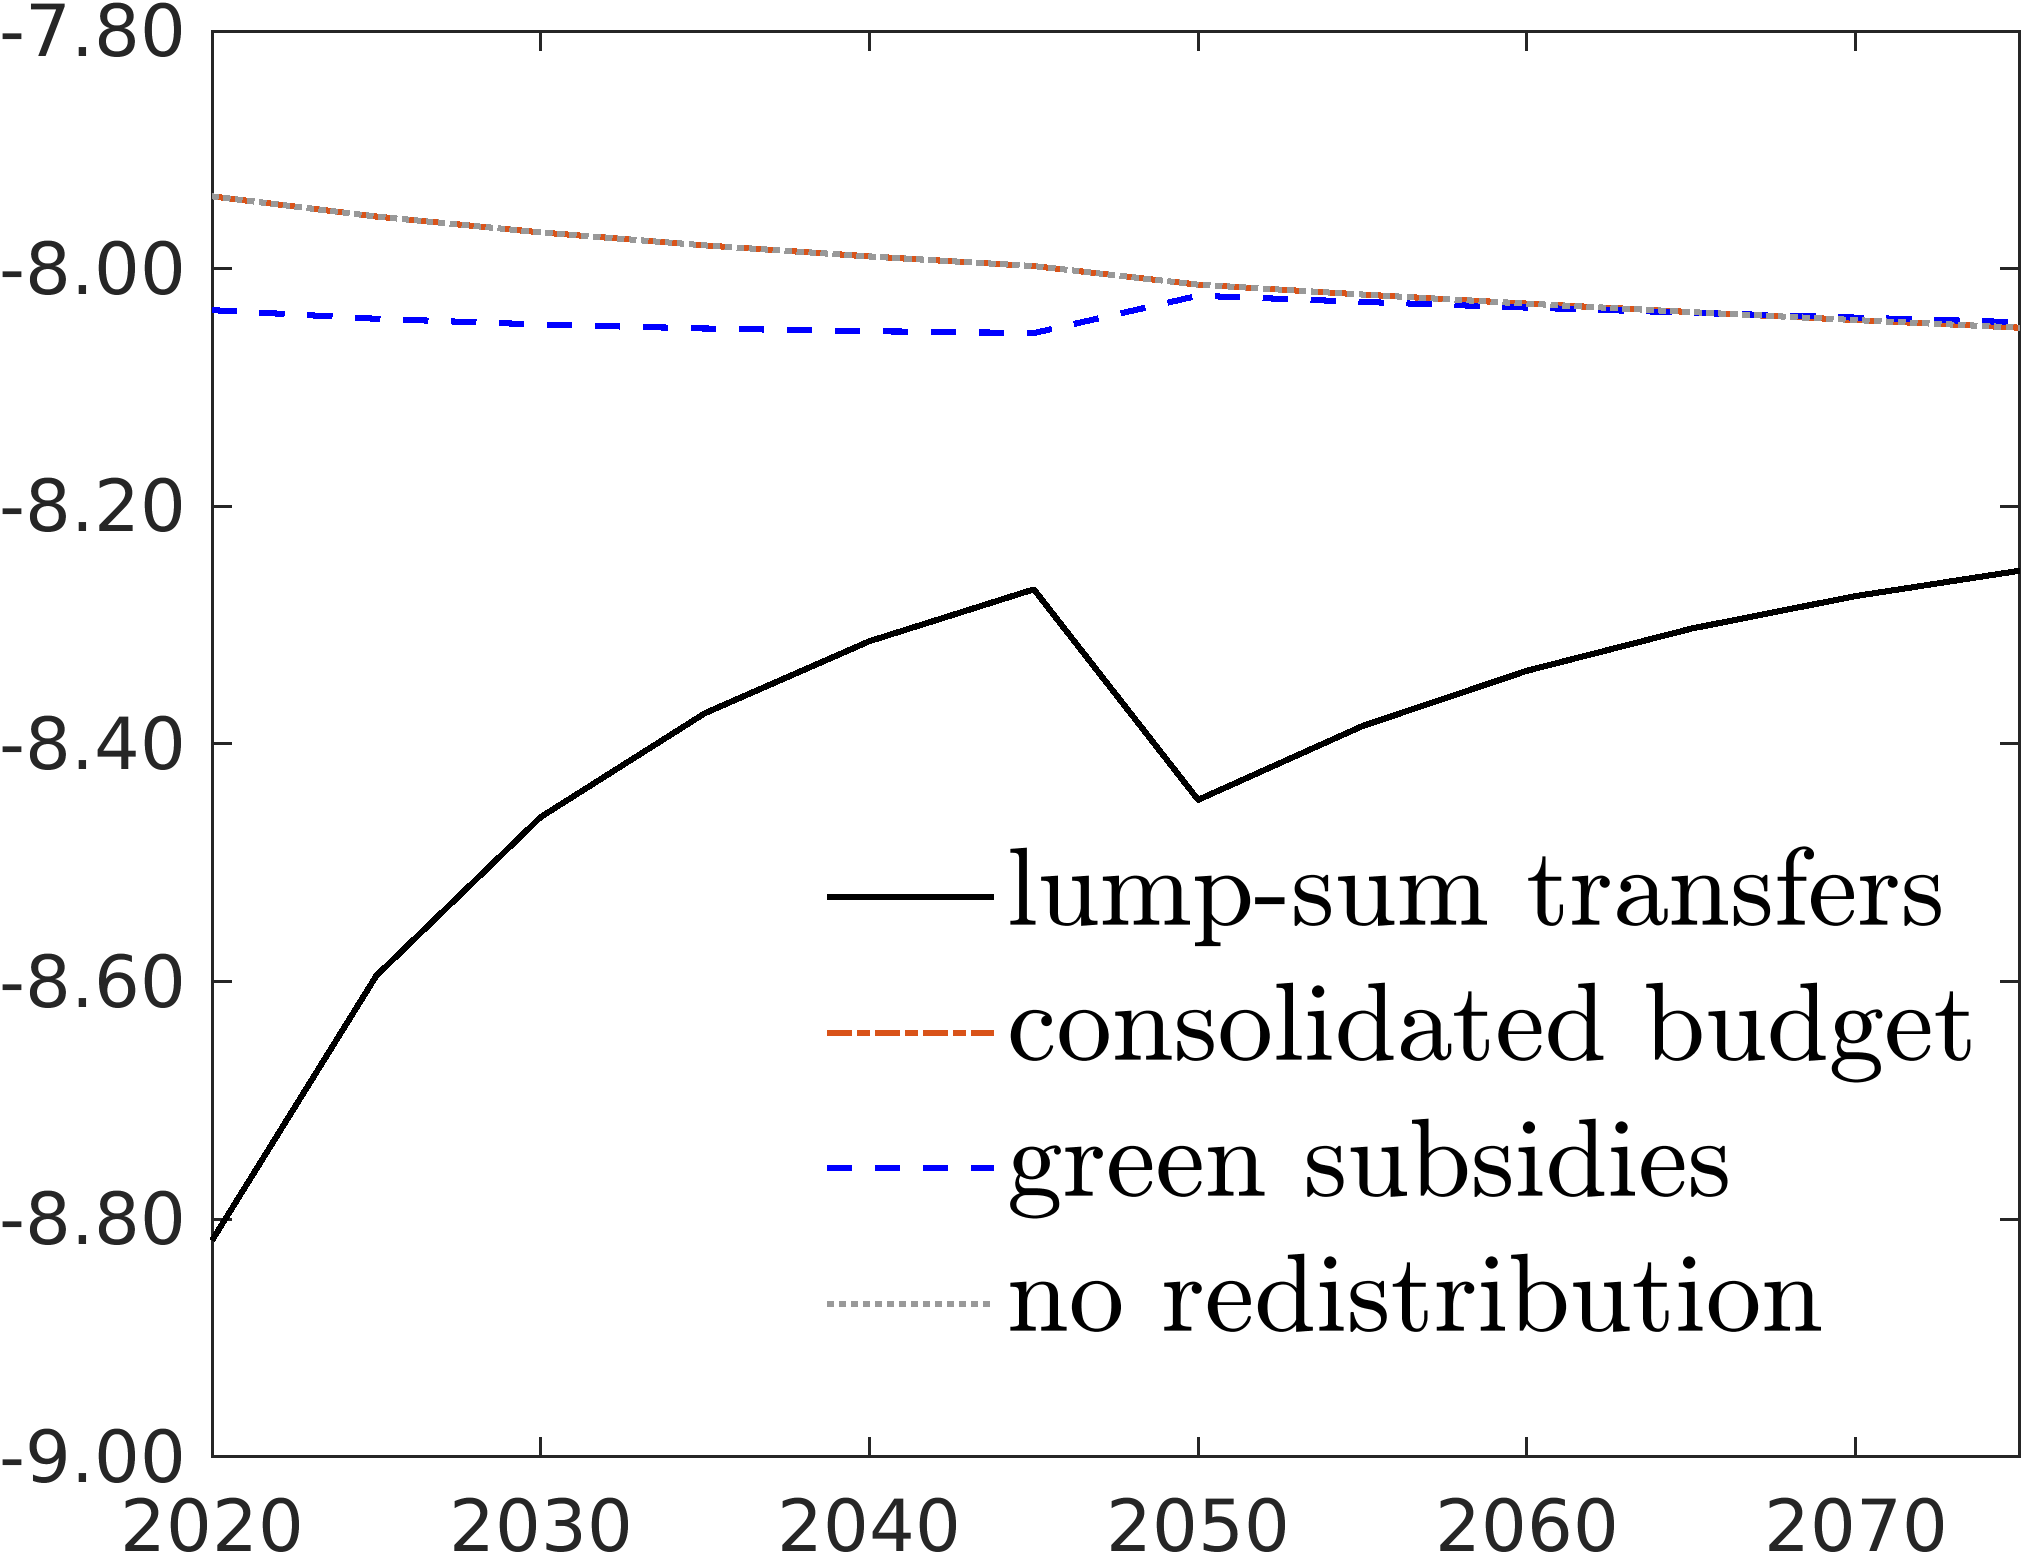 -7.80
-8.00
-8.20
-8.40
-8.60
-8.80
-9.00
lump-sum transfers
consolidated budget
green subsidies
no redistribution
2020 2030 2040 2050 2060 2070